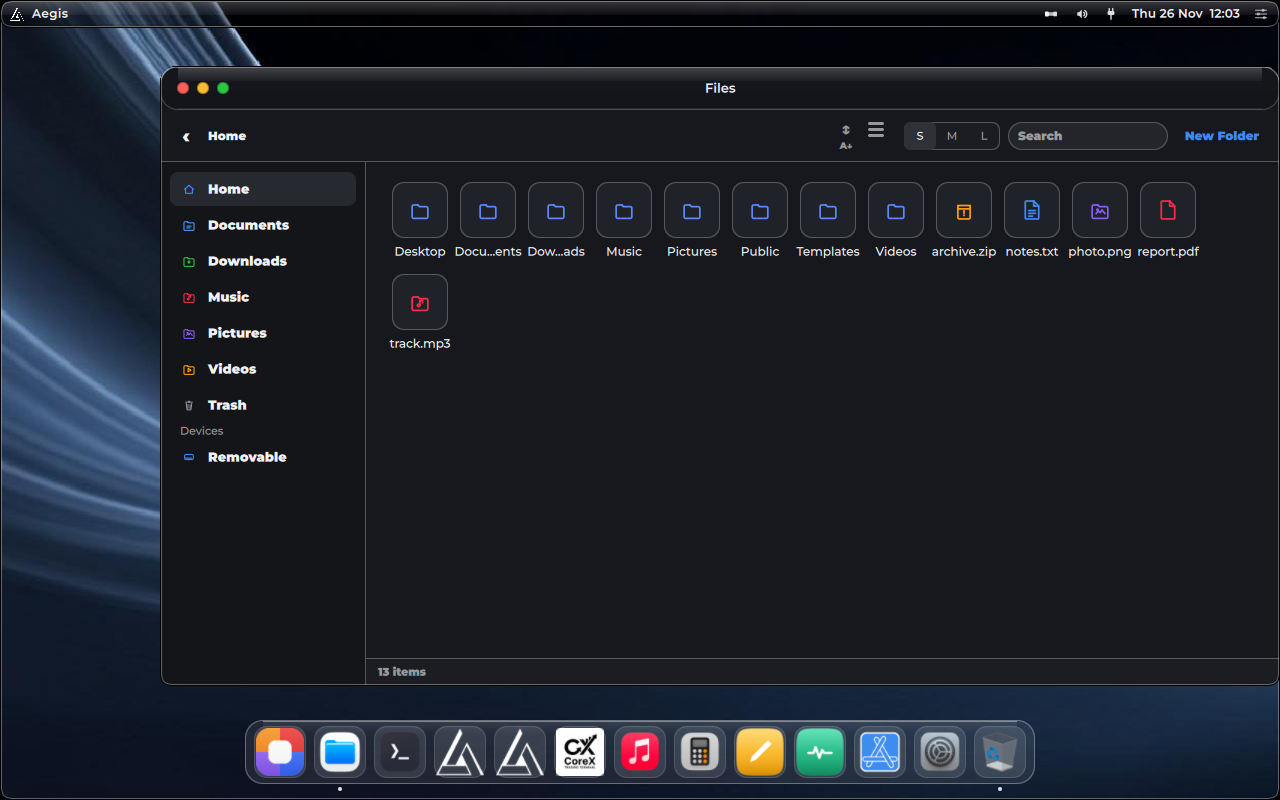 Aegis
Thu 26 Nov 12:03
Files
Home
A+
S M L
Search
New Folder
Home
Documents
Downloads
Music
Pictures
Videos
Trash
Devices
Removable
Desktop Docu...ents Dow...ads Music Pictures Public Templates Videos archive.zip notes.txt photo.png report.pdf
track.mp3
13 items
CX
CoreX